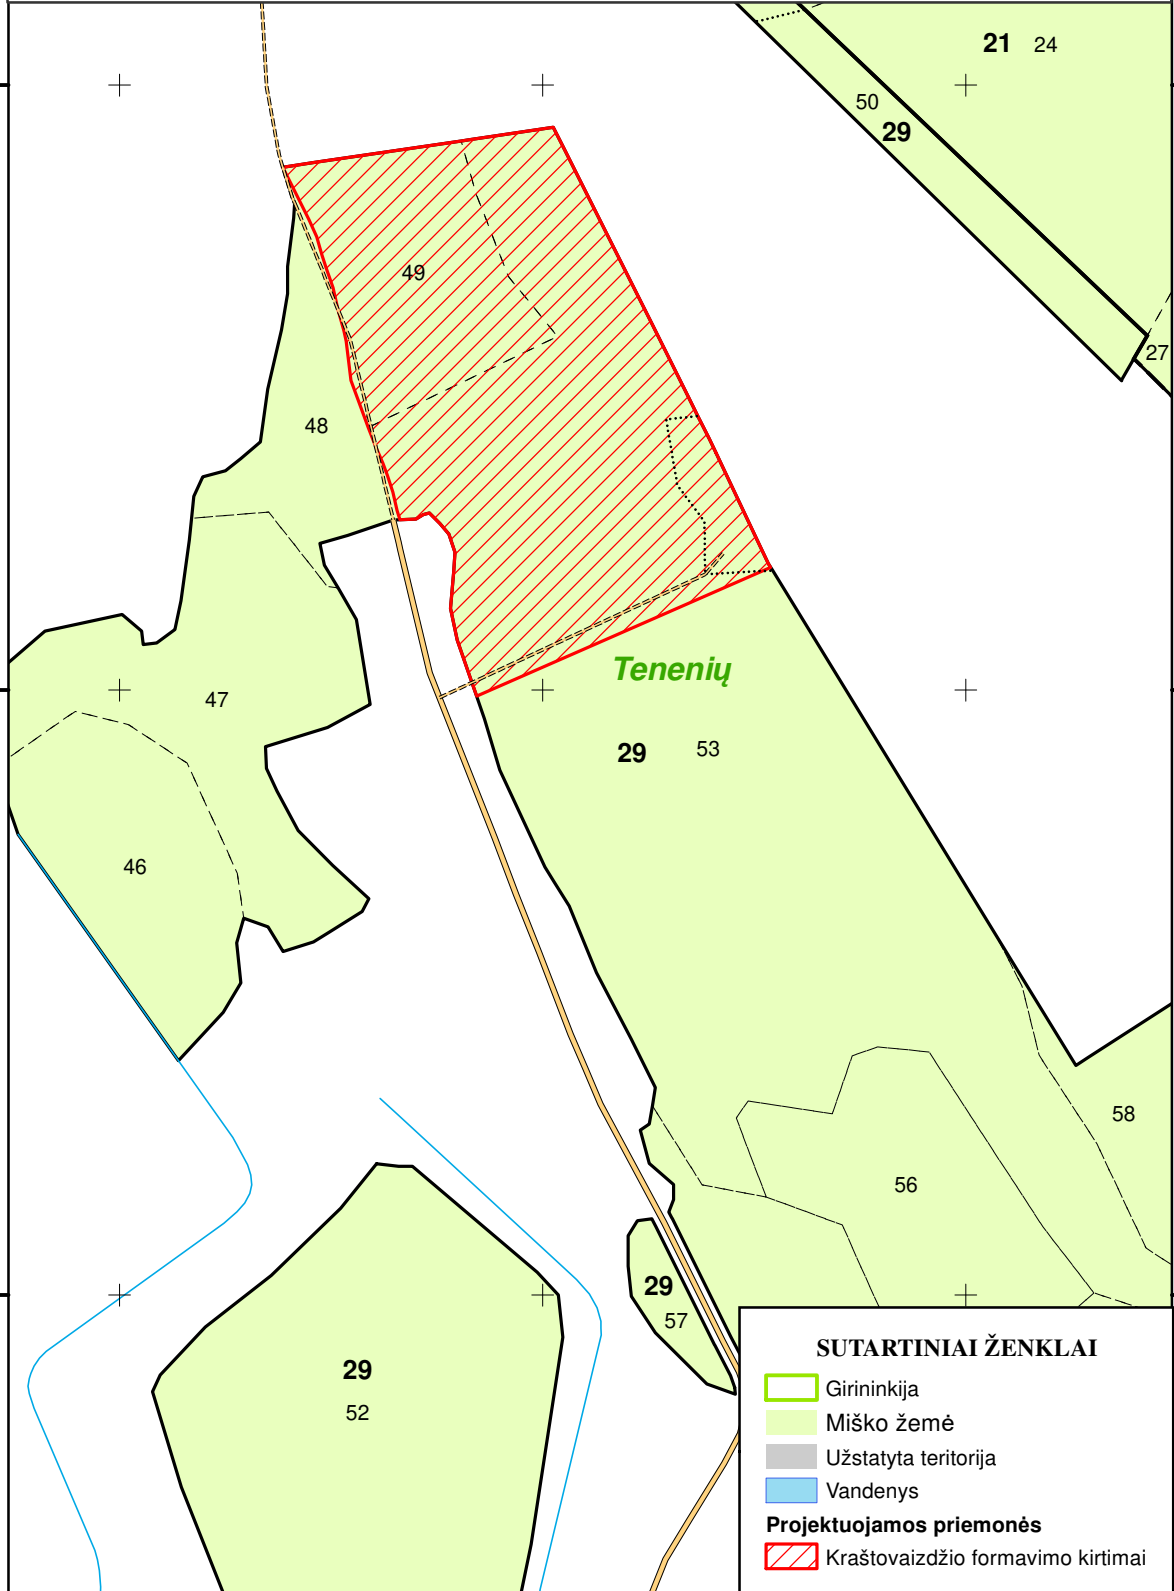 21 24
50
29
27
49
48
Tenenių
47
29 53
46
58
56
29
57
29
52
SUTARTINIAI ŽENKLAI
Girininkija
Miško žemė
Užstatyta teritorija
Vandenys
Projektuojamos priemonės
Kraštovaizdžio formavimo kirtimai